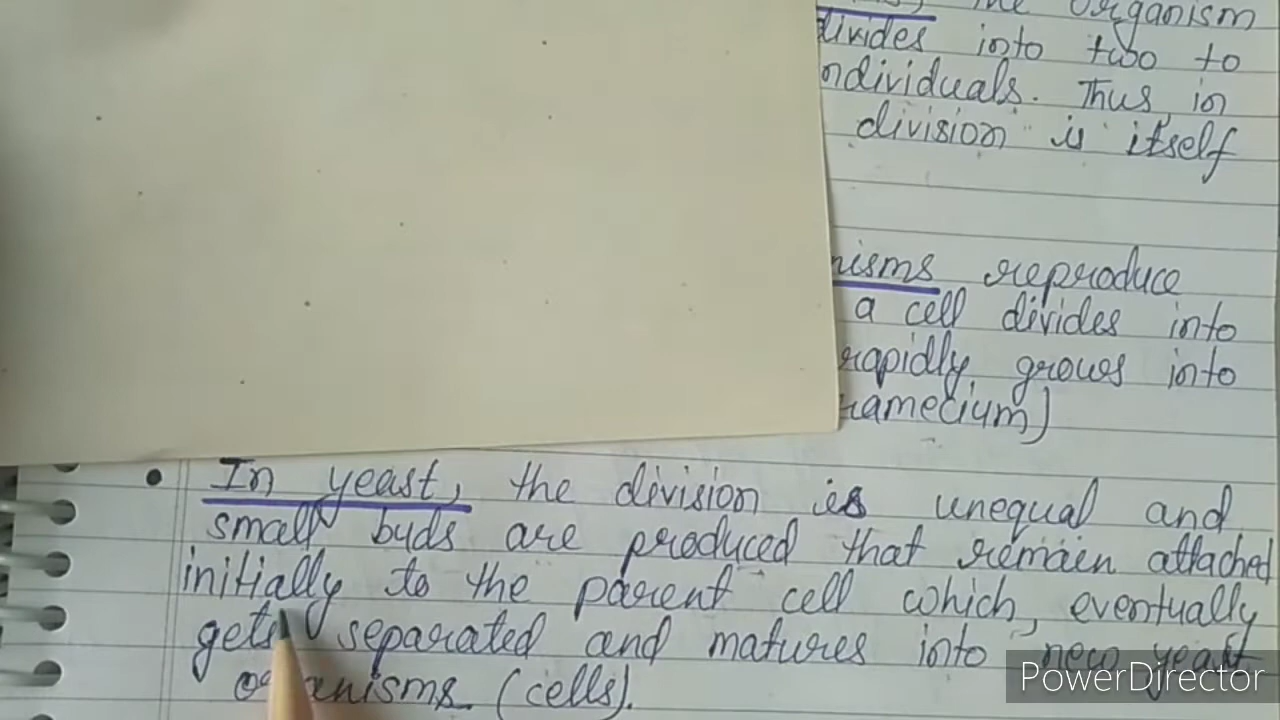 the organism
divides into two to
ndividuals. Thus in
division is itself
nisms reproduce
a cell divides into
rapidly grows into
ramecium)
• In yeast, the division is unequal and
small buds are produced that remain attached
initially to the parent cell which, eventually
gets separated and matures into new yeast
organisms (cells).
PowerDirector